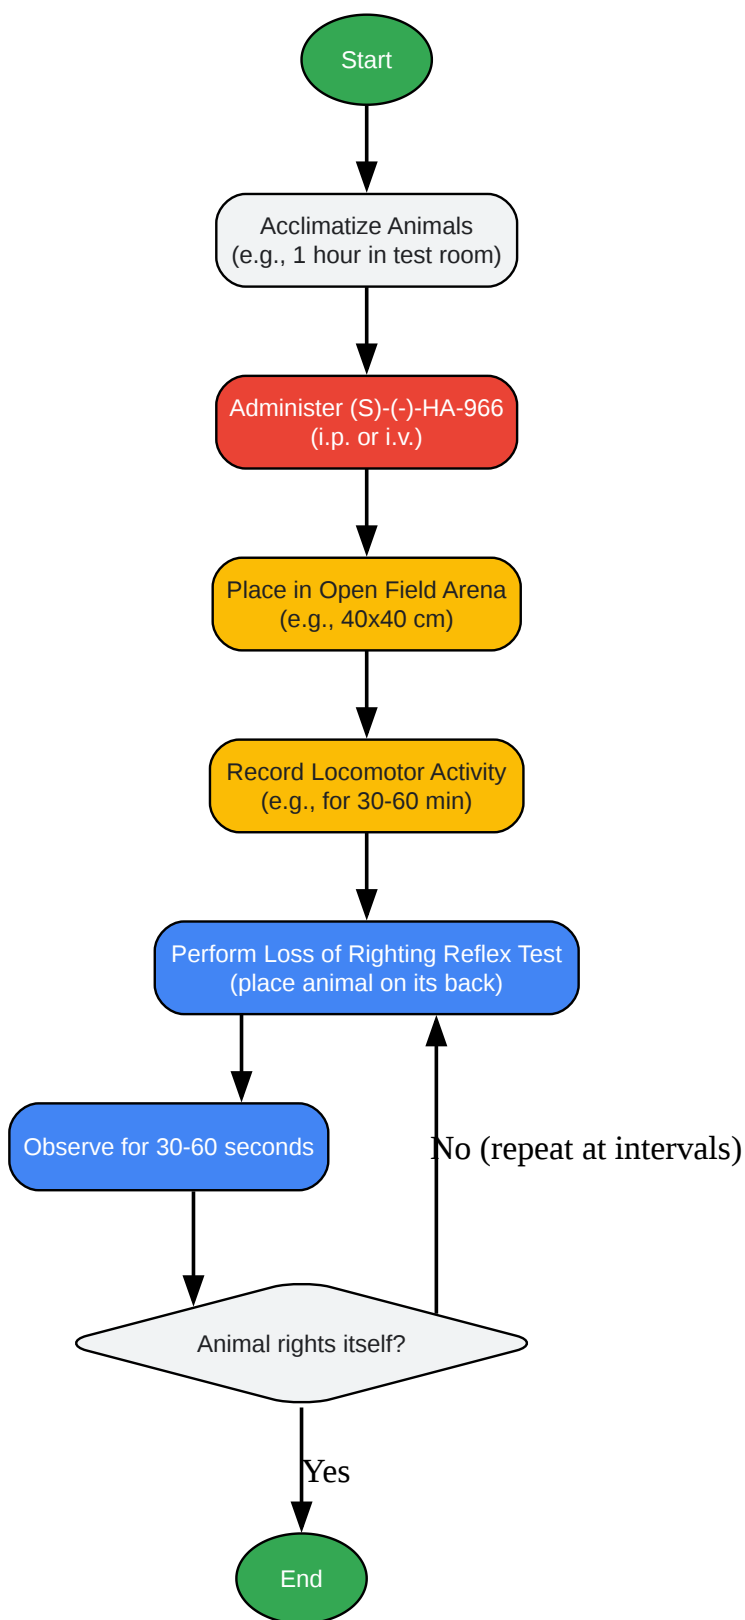 Start
Acclimatize Animals
(e.g., 1 hour in test room)
Administer (S)-(-)-HA-966
(i.p. or i.v.)
Place in Open Field Arena
(e.g., 40x40 cm)
Record Locomotor Activity
(e.g., for 30-60 min)
Perform Loss of Righting Reflex Test
(place animal on its back)
Observe for 30-60 seconds
No (repeat at intervals)
Animal rights itself?
Yes
End